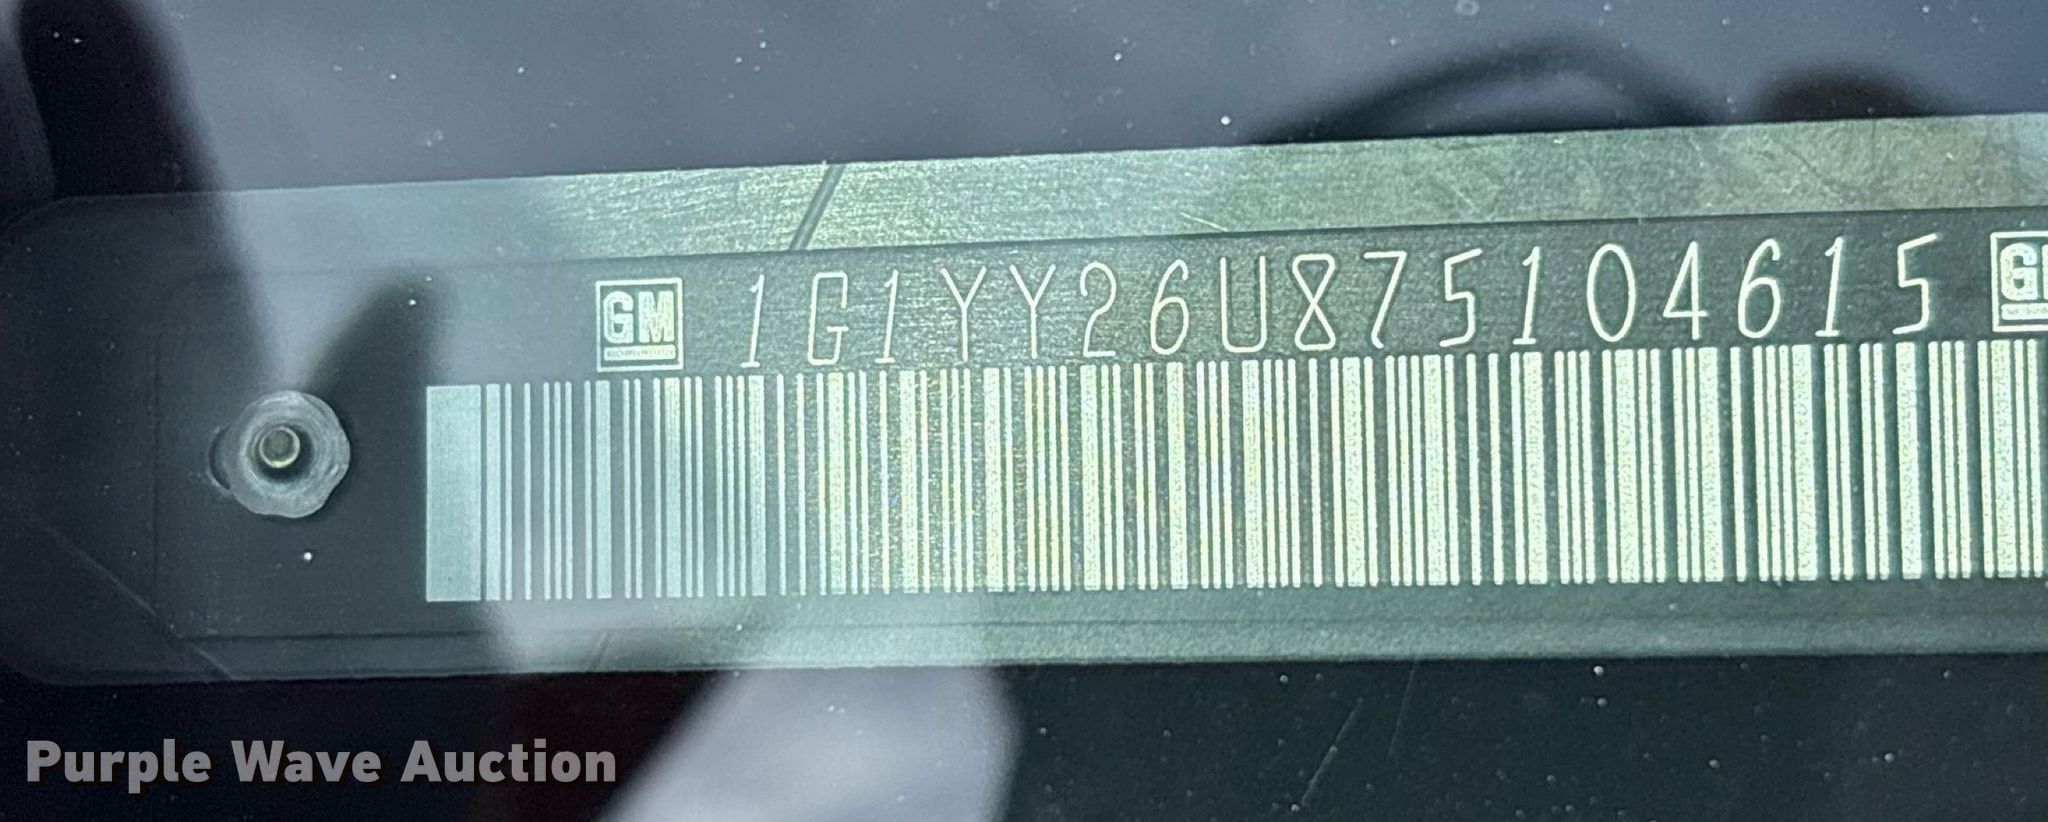 GM 1G1YY26U875104615 GM
Purple Wave Auction